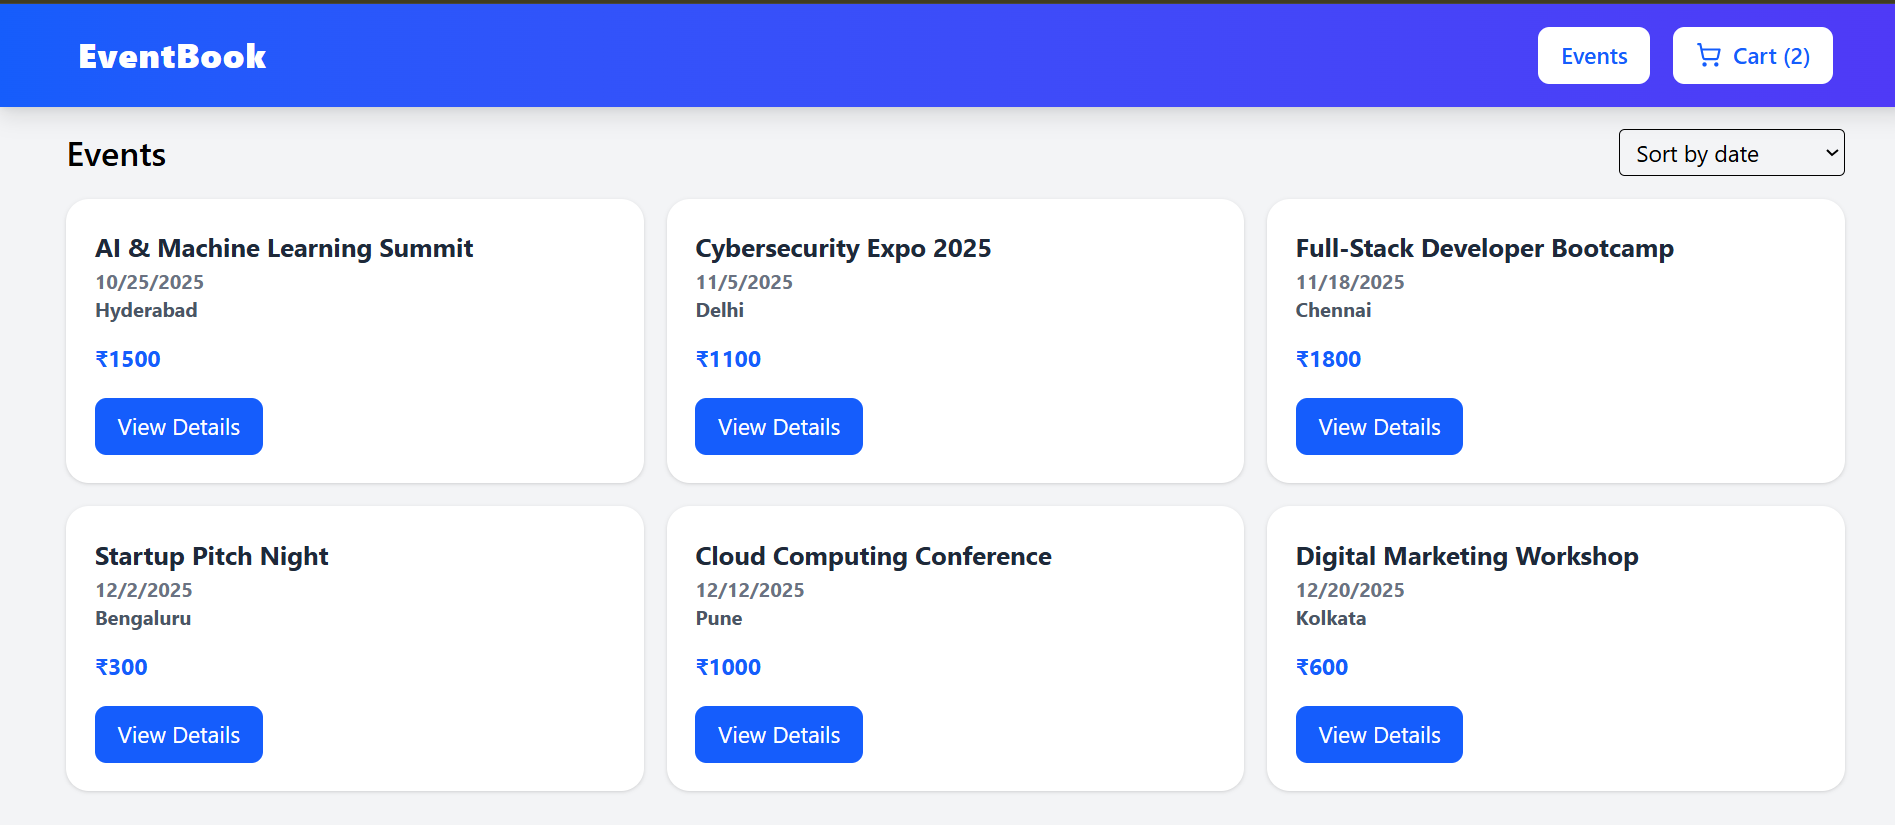 EventBook
Events
Cart (2)
Events
Sort by date
AI & Machine Learning Summit
10/25/2025
Hyderabad
₹1500
View Details
Cybersecurity Expo 2025
11/5/2025
Delhi
₹1100
View Details
Full-Stack Developer Bootcamp
11/18/2025
Chennai
₹1800
View Details
Startup Pitch Night
12/2/2025
Bengaluru
₹300
View Details
Cloud Computing Conference
12/12/2025
Pune
₹1000
View Details
Digital Marketing Workshop
12/20/2025
Kolkata
₹600
View Details